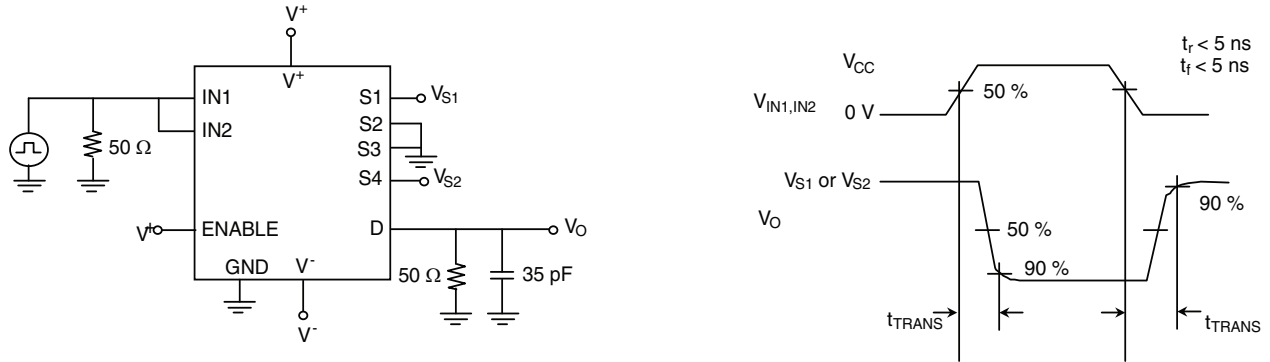 V+
V+
IN1
IN2
50 Ω
S1
VS1
S2
S3
S4
VS2
V+
ENABLE
D
VO
GND
V-
50 Ω
35 pF
V-
tr < 5 ns
tf < 5 ns
VCC
VIN1,IN2
50 %
0 V
VS1 or VS2
VO
50 %
90 %
90 %
tTRANS
tTRANS